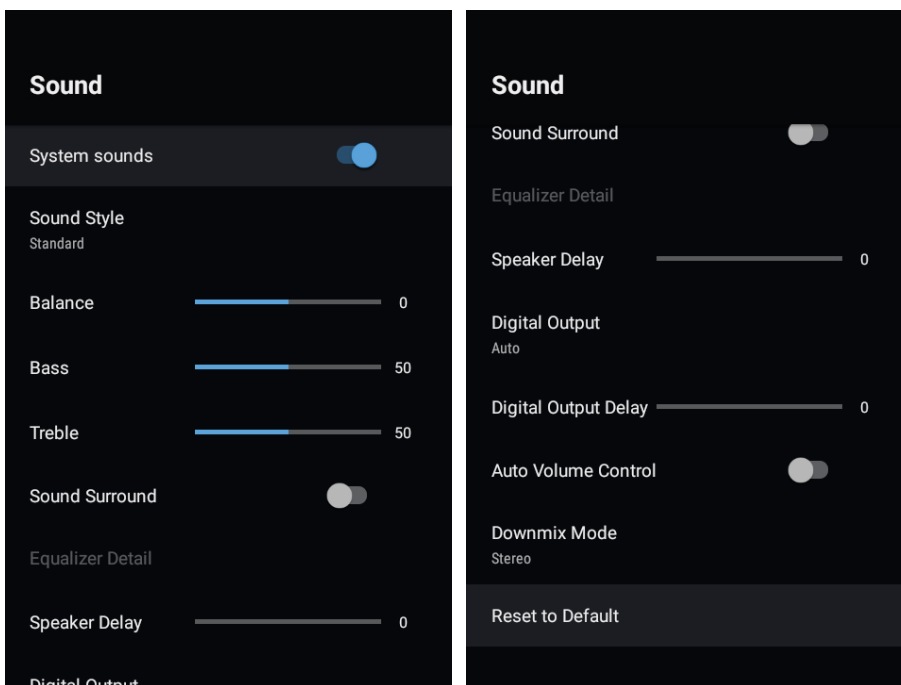 Sound
System sounds
Sound Style
Standard
Balance 0
Bass 50
Treble 50
Sound Surround
Equalizer Detail
Speaker Delay 0
Digital Output
Sound
Sound Surround
Equalizer Detail
Speaker Delay 0
Digital Output
Auto
Digital Output Delay 0
Auto Volume Control
Downmix Mode
Stereo
Reset to Default